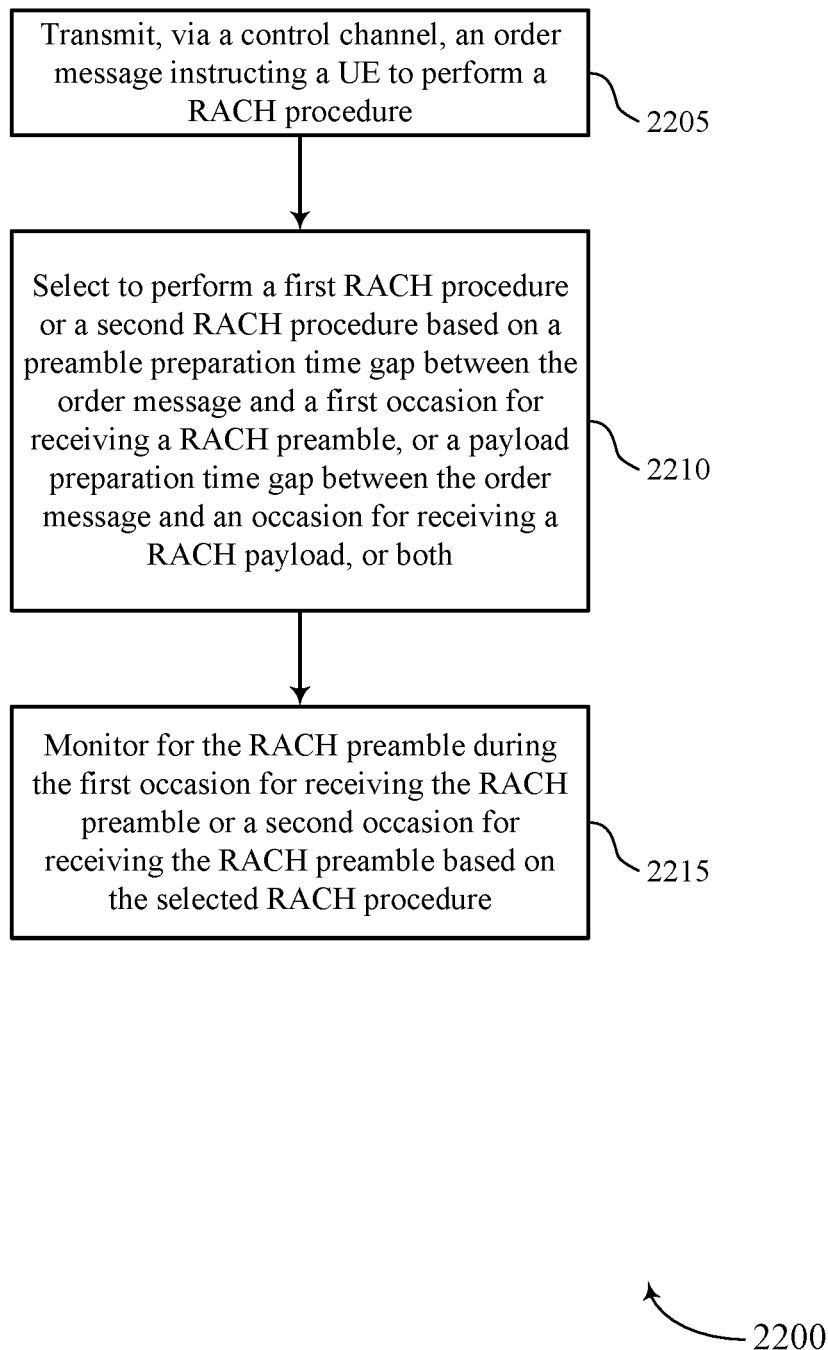 Transmit, via a control channel, an order
message instructing a UE to perform a
RACH procedure
2205
Select to perform a first RACH procedure
or a second RACH procedure based on a
preamble preparation time gap between the
order message and a first occasion for
receiving a RACH preamble, or a payload
preparation time gap between the order
message and an occasion for receiving a
RACH payload, or both
2210
Monitor for the RACH preamble during
the first occasion for receiving the RACH
preamble or a second occasion for
receiving the RACH preamble based on
the selected RACH procedure
2215
2200